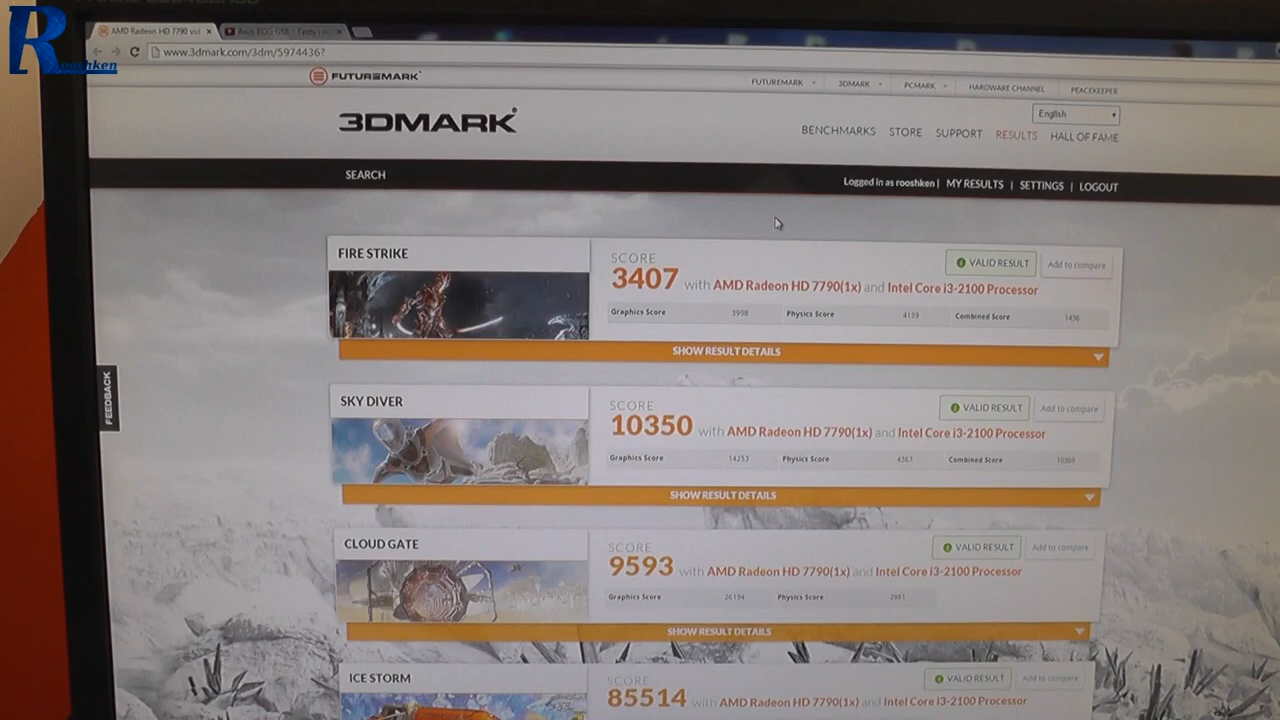 Rooshken
AMD Radeon HD 7790 vid
www.3dmark.com/3dm/5974436?
FUTUREMARK
FUTUREMARK 3DMARK PCMARK HARDWARE CHANNEL PEACEKEEPER
English
3DMARK
BENCHMARKS STORE SUPPORT RESULTS HALL OF FAME
SEARCH
Logged in as rooshken | MY RESULTS | SETTINGS | LOGOUT
FEEDBACK
FIRE STRIKE
SCORE
VALID RESULT Add to compare
3407 with AMD Radeon HD 7790(1x) and Intel Core i3-2100 Processor
Graphics Score 3998 Physics Score 4139 Combined Score 1436
SHOW RESULT DETAILS
SKY DIVER
SCORE
VALID RESULT Add to compare
10350 with AMD Radeon HD 7790(1x) and Intel Core i3-2100 Processor
Graphics Score 14253 Physics Score 4367 Combined Score
SHOW RESULT DETAILS
CLOUD GATE
SCORE
VALID RESULT Add to compare
9593 with AMD Radeon HD 7790(1x) and Intel Core i3-2100 Processor
Graphics Score 26194 Physics Score 2981
SHOW RESULT DETAILS
ICE STORM
SCORE
VALID RESULT Add to compare
85514 with AMD Radeon HD 7790(1x) and Intel Core i3-2100 Processor